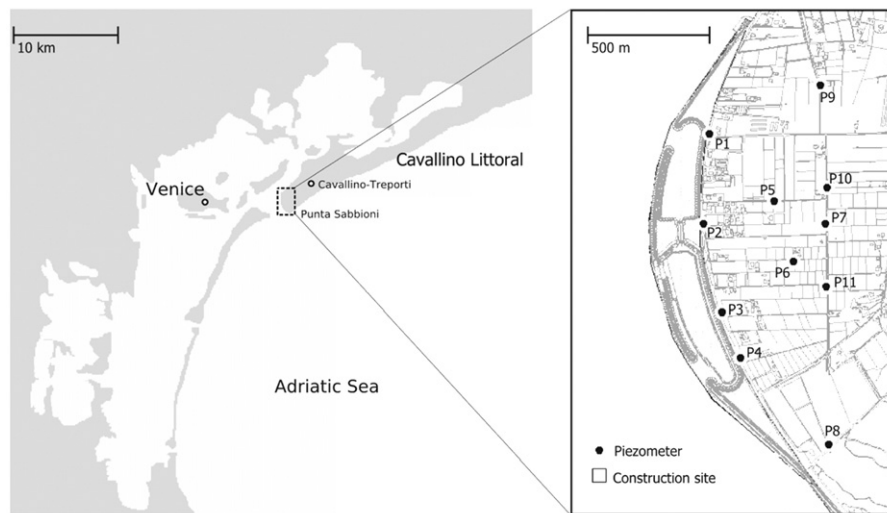 10 km
Venice
Cavallino Littoral
Cavallino-Treporti
Punta Sabbioni
Adriatic Sea
500 m
P9
P1
P10
P5
P2
P7
P6
P11
P3
P4
P8
Piezometer
Construction site